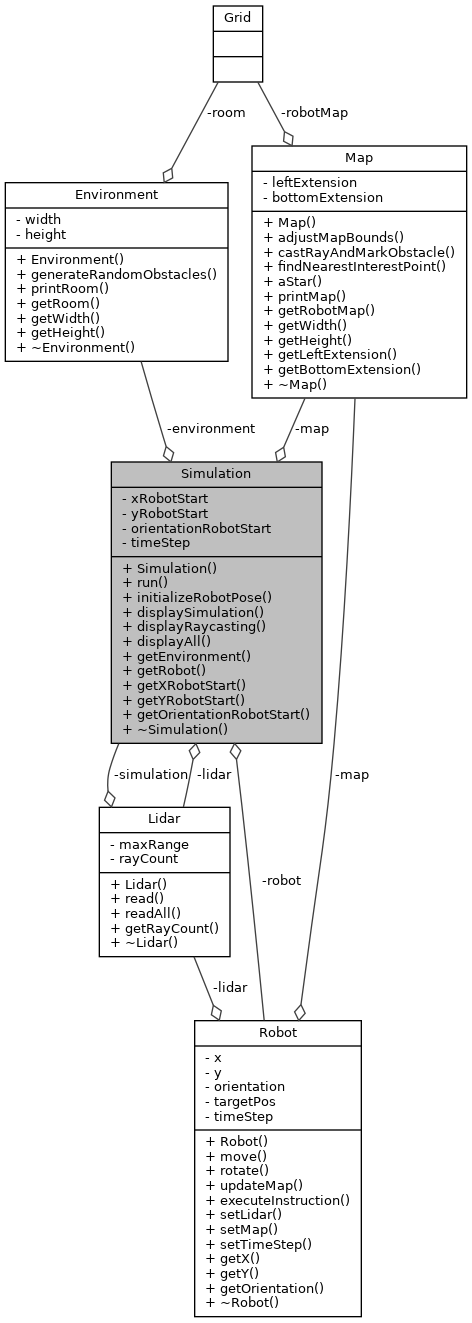 Grid
-room
-robotMap
Map
- leftExtension
- bottomExtension
+ Map()
+ adjustMapBounds()
+ castRayAndMarkObstacle()
+ findNearestInterestPoint()
+ aStar()
+ printMap()
+ getRobotMap()
+ getWidth()
+ getHeight()
+ getLeftExtension()
+ getBottomExtension()
+ ~Map()
Environment
- width
- height
+ Environment()
+ generateRandomObstacles()
+ printRoom()
+ getRoom()
+ getWidth()
+ getHeight()
+ ~Environment()
-environment
-map
Simulation
- xRobotStart
- yRobotStart
- orientationRobotStart
- timeStep
+ Simulation()
+ run()
+ initializeRobotPose()
+ displaySimulation()
+ displayRaycasting()
+ displayAll()
+ getEnvironment()
+ getRobot()
+ getXRobotStart()
+ getYRobotStart()
+ getOrientationRobotStart()
+ ~Simulation()
-simulation
-lidar
-map
Lidar
- maxRange
- rayCount
+ Lidar()
+ read()
+ readAll()
+ getRayCount()
+ ~Lidar()
-robot
-lidar
Robot
- x
- y
- orientation
- targetPos
- timeStep
+ Robot()
+ move()
+ rotate()
+ updateMap()
+ executeInstruction()
+ setLidar()
+ setMap()
+ setTimeStep()
+ getX()
+ getY()
+ getOrientation()
+ ~Robot()